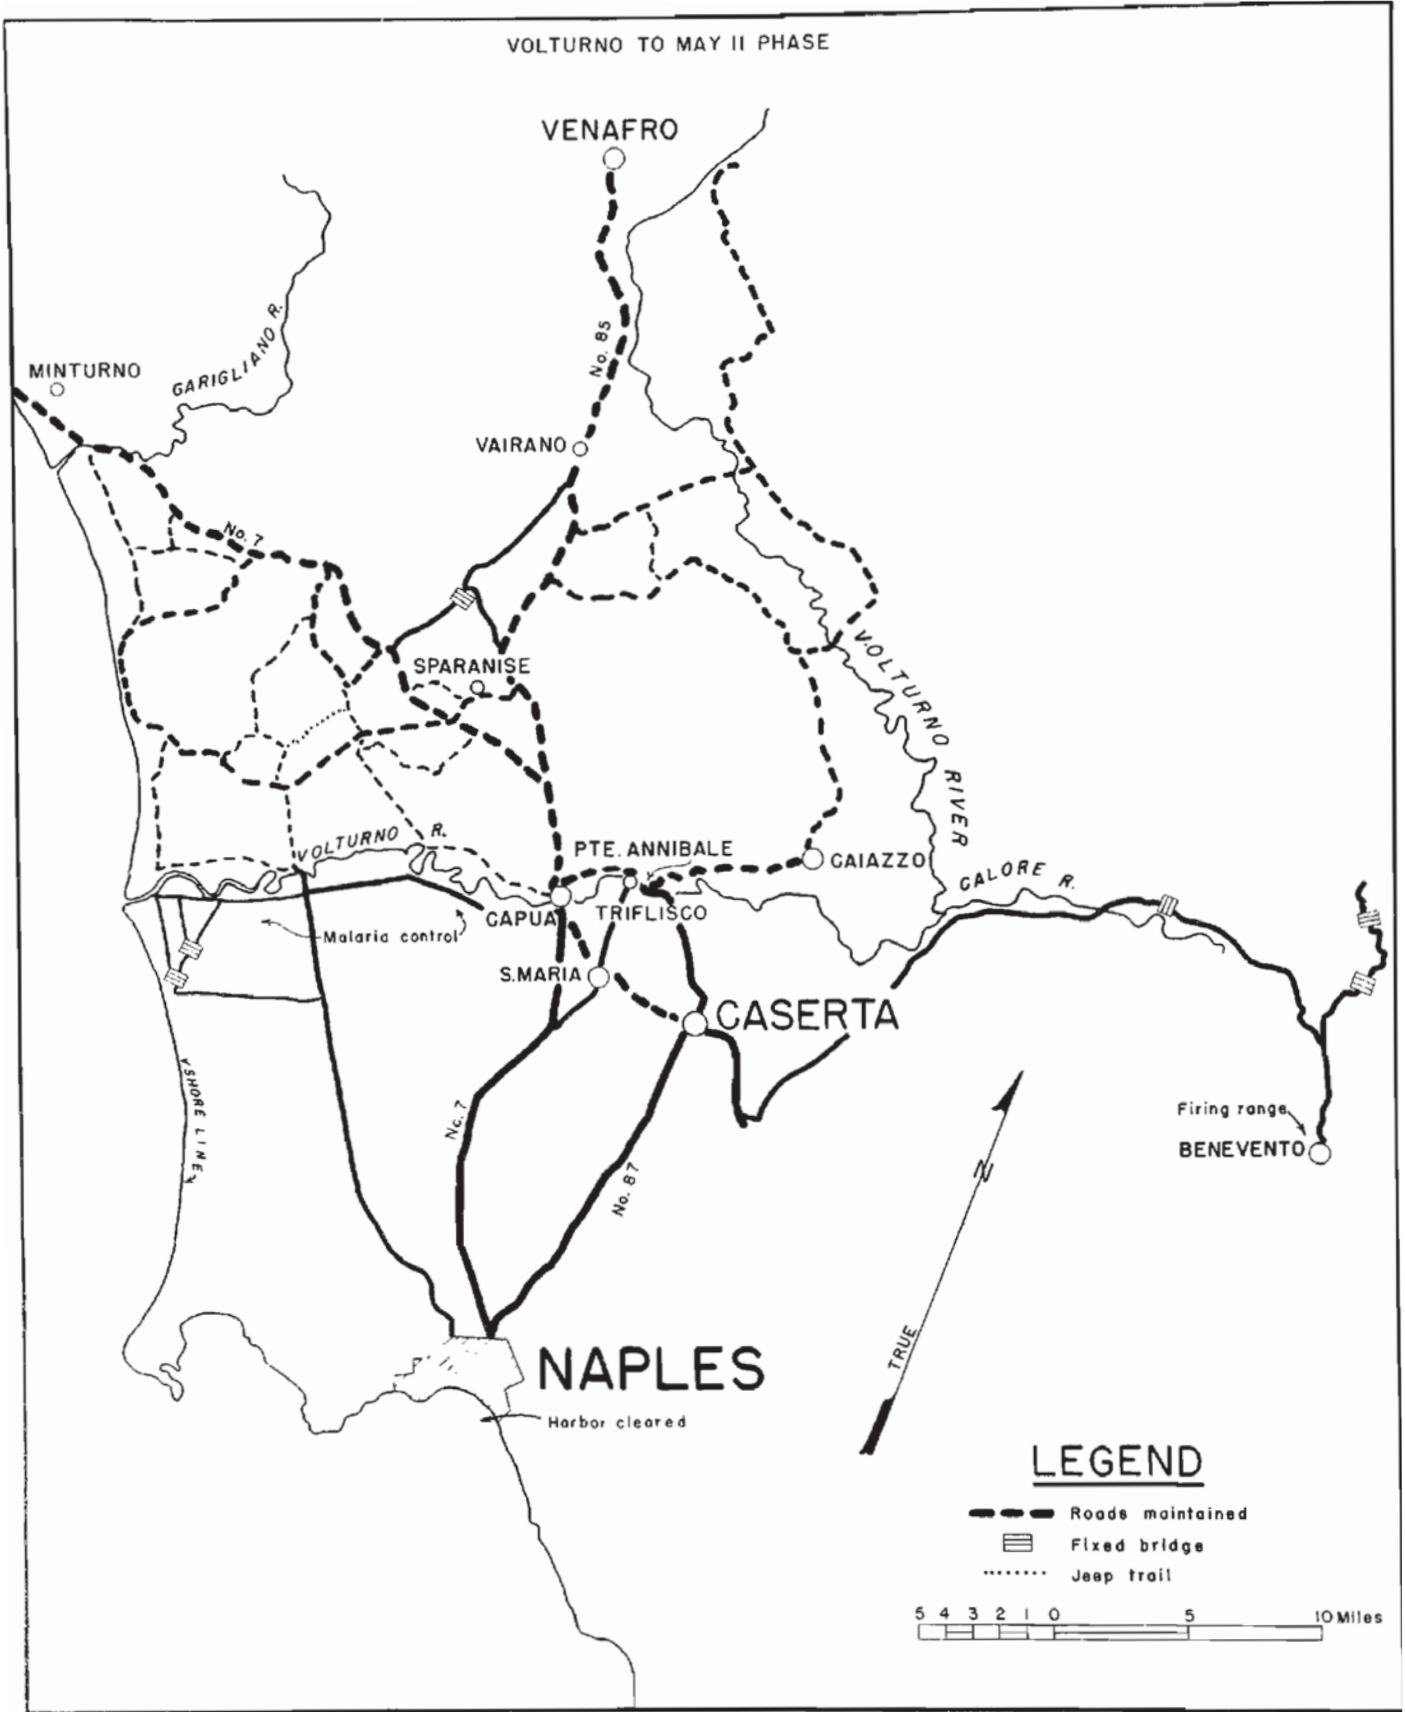 VOLTURNO TO MAY 11 PHASE
VENAFRO
GARIGLIANO R.
No. 85
MINTURNO
VAIRANO
No. 7
SPARANISE
VOLTURNO
RIVER
VOLTURNO R.
PTE. ANNIBALE
CAIAZZO
CALORE R.
CAPUA
TRIFLISCO
Malaria control
S.MARIA
CASERTA
SHORE LINE
No. 7
No. 87
Firing range
BENEVENTO
N
TRUE
NAPLES
Harbor cleared
LEGEND
Roads maintained
Fixed bridge
Jeep trail
5 4 3 2 1 0 5 10 Miles